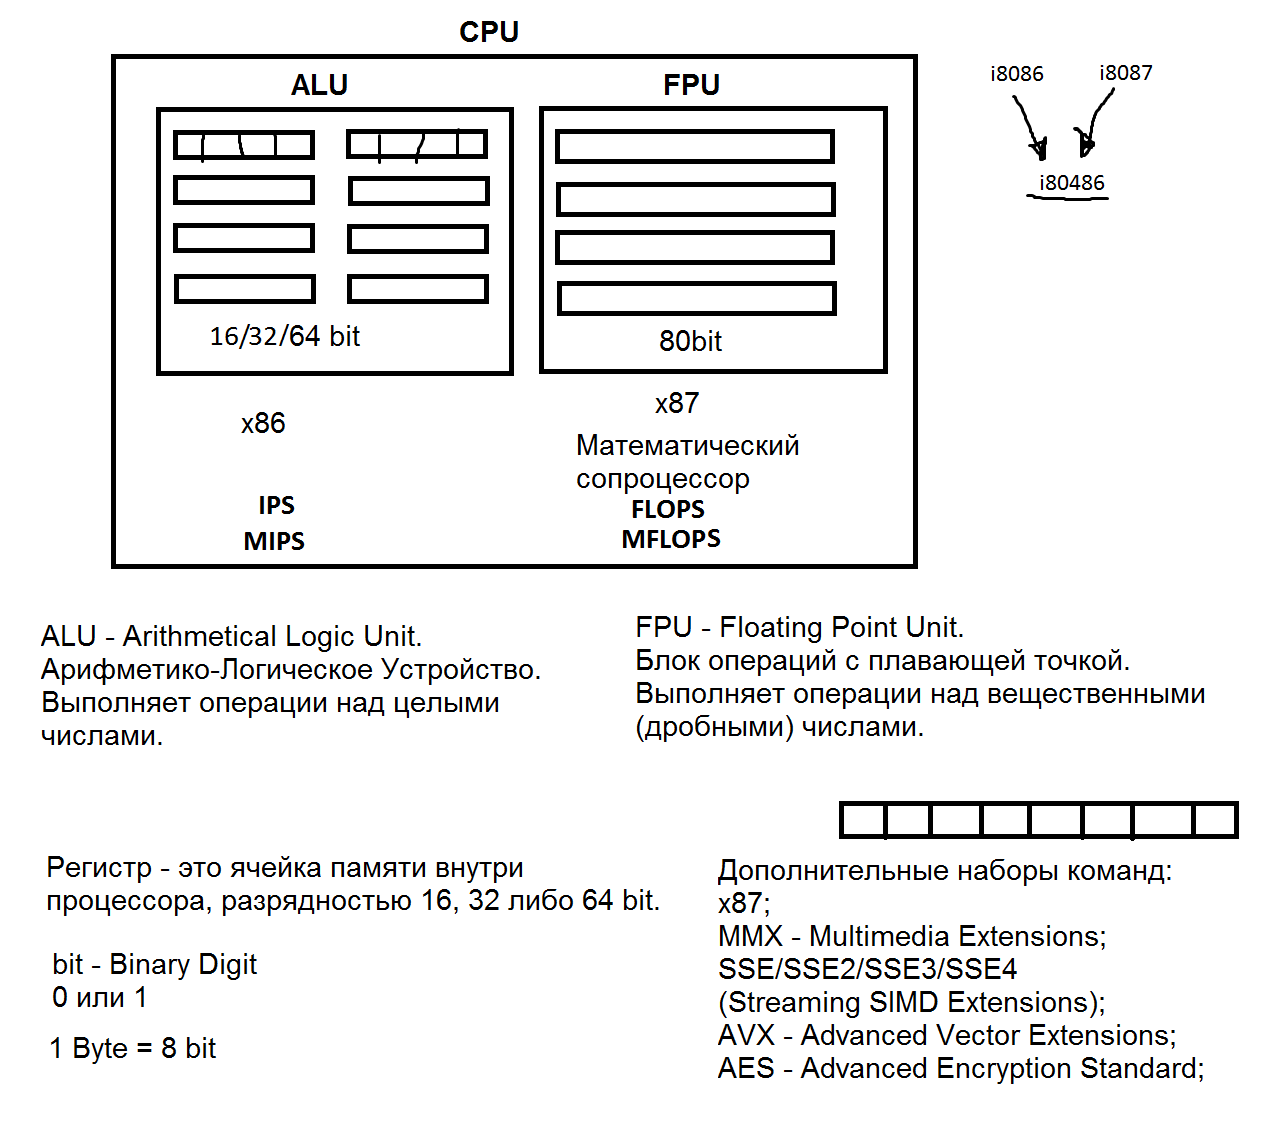 CPU
ALU
FPU
i8086
i8087
i80486
16/32/64 bit
80bit
x86
x87
Математический
сопроцессор
IPS
FLOPS
MIPS
MFLOPS
ALU - Arithmetical Logic Unit.
Арифметико-Логическое Устройство.
Выполняет операции над целыми
числами.
FPU - Floating Point Unit.
Блок операций с плавающей точкой.
Выполняет операции над вещественными
(дробными) числами.
Регистр - это ячейка памяти внутри
процессора, разрядностью 16, 32 либо 64 bit.
bit - Binary Digit
0 или 1
1 Byte = 8 bit
Дополнительные наборы команд:
x87;
MMX - Multimedia Extensions;
SSE/SSE2/SSE3/SSE4
(Streaming SIMD Extensions);
AVX - Advanced Vector Extensions;
AES - Advanced Encryption Standard;